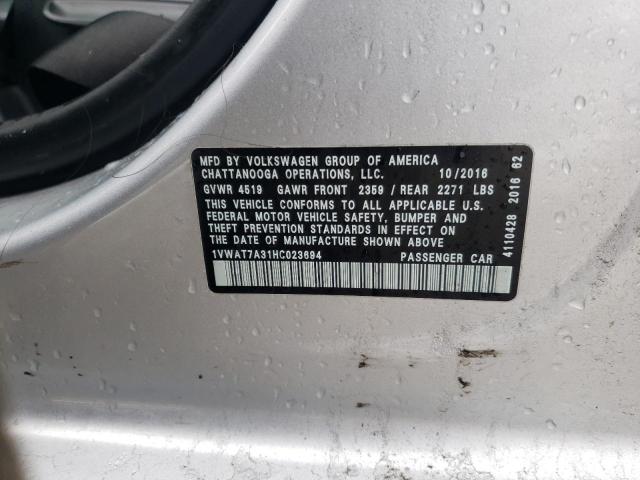 MFD BY VOLKSWAGEN GROUP OF AMERICA
CHATTANOOGA OPERATIONS, LLC. 10/2016
GVWR 4519 GAWR FRONT 2359 / REAR 2271 LBS
THIS VEHICLE CONFORMS TO ALL APPLICABLE U.S.
FEDERAL MOTOR VEHICLE SAFETY, BUMPER AND
THEFT PREVENTION STANDARDS IN EFFECT ON
THE DATE OF MANUFACTURE SHOWN ABOVE
1VWAT7A31HC023694 PASSENGER CAR
4110428 2016 62